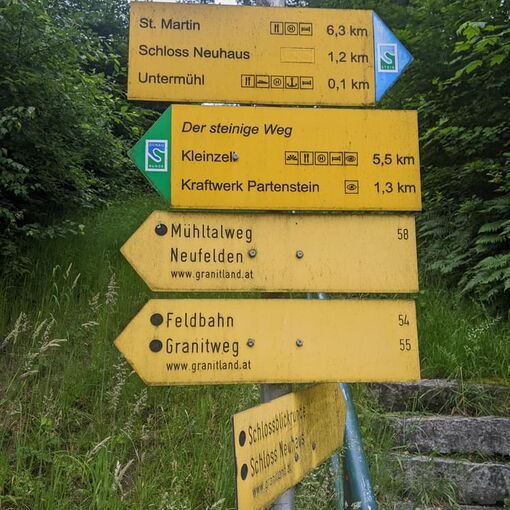 St. Martin 6,3 km
Schloss Neuhaus 1,2 km
Untermühl 0,1 km
Der steinige Weg
Kleinzell 5,5 km
Kraftwerk Partenstein 1,3 km
Mühltalweg 58
Neufelden
www.granitland.at
Feldbahn 54
Granitweg 55
www.granitland.at
Schlossblickrunde
Schloss Neuhaus
www.granitland.at